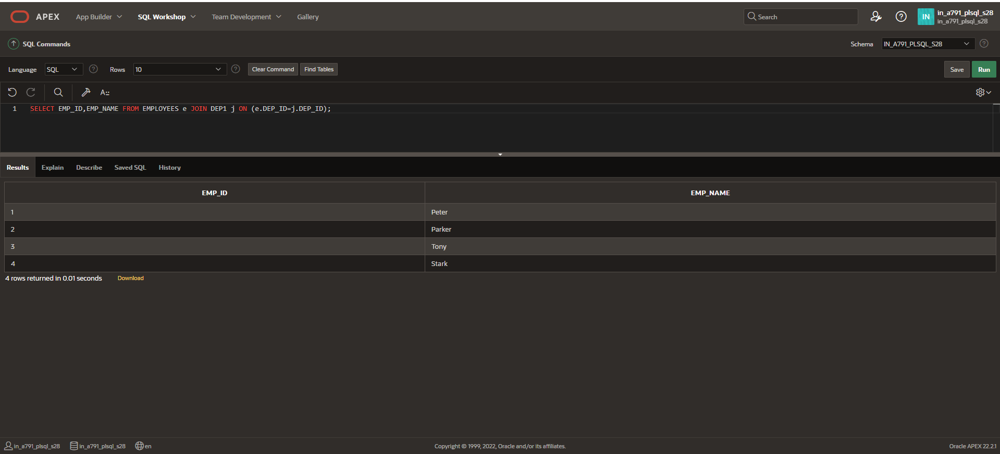 APEX App Builder SQL Workshop Team Development Gallery Search IN in_a791_plsql_s28
in_a791_plsql_s28
SQL Commands Schema IN_A791_PLSQL_S28
Language SQL Rows 10 Clear Command Find Tables Save Run
A::
1 SELECT EMP_ID,EMP_NAME FROM EMPLOYEES e JOIN DEP1 j ON (e.DEP_ID=j.DEP_ID);
Results Explain Describe Saved SQL History
EMP_ID EMP_NAME
1 Peter
2 Parker
3 Tony
4 Stark
4 rows returned in 0.01 seconds Download
in_a791_plsql_s28 in_a791_plsql_s28 en Copyright © 1999, 2022, Oracle and/or its affiliates. Oracle APEX 22.2.1